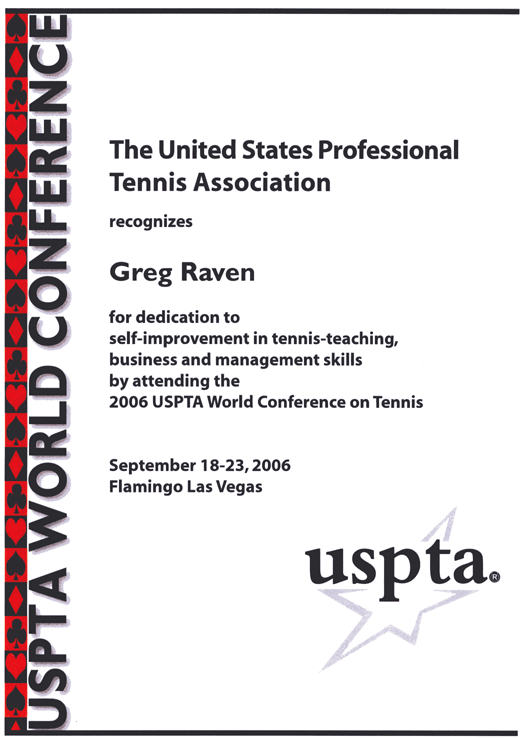 USPTA WORLD CONFERENCE
The United States Professional
Tennis Association
recognizes
Greg Raven
for dedication to
self-improvement in tennis-teaching,
business and management skills
by attending the
2006 USPTA World Conference on Tennis
September 18-23, 2006
Flamingo Las Vegas
uspta®